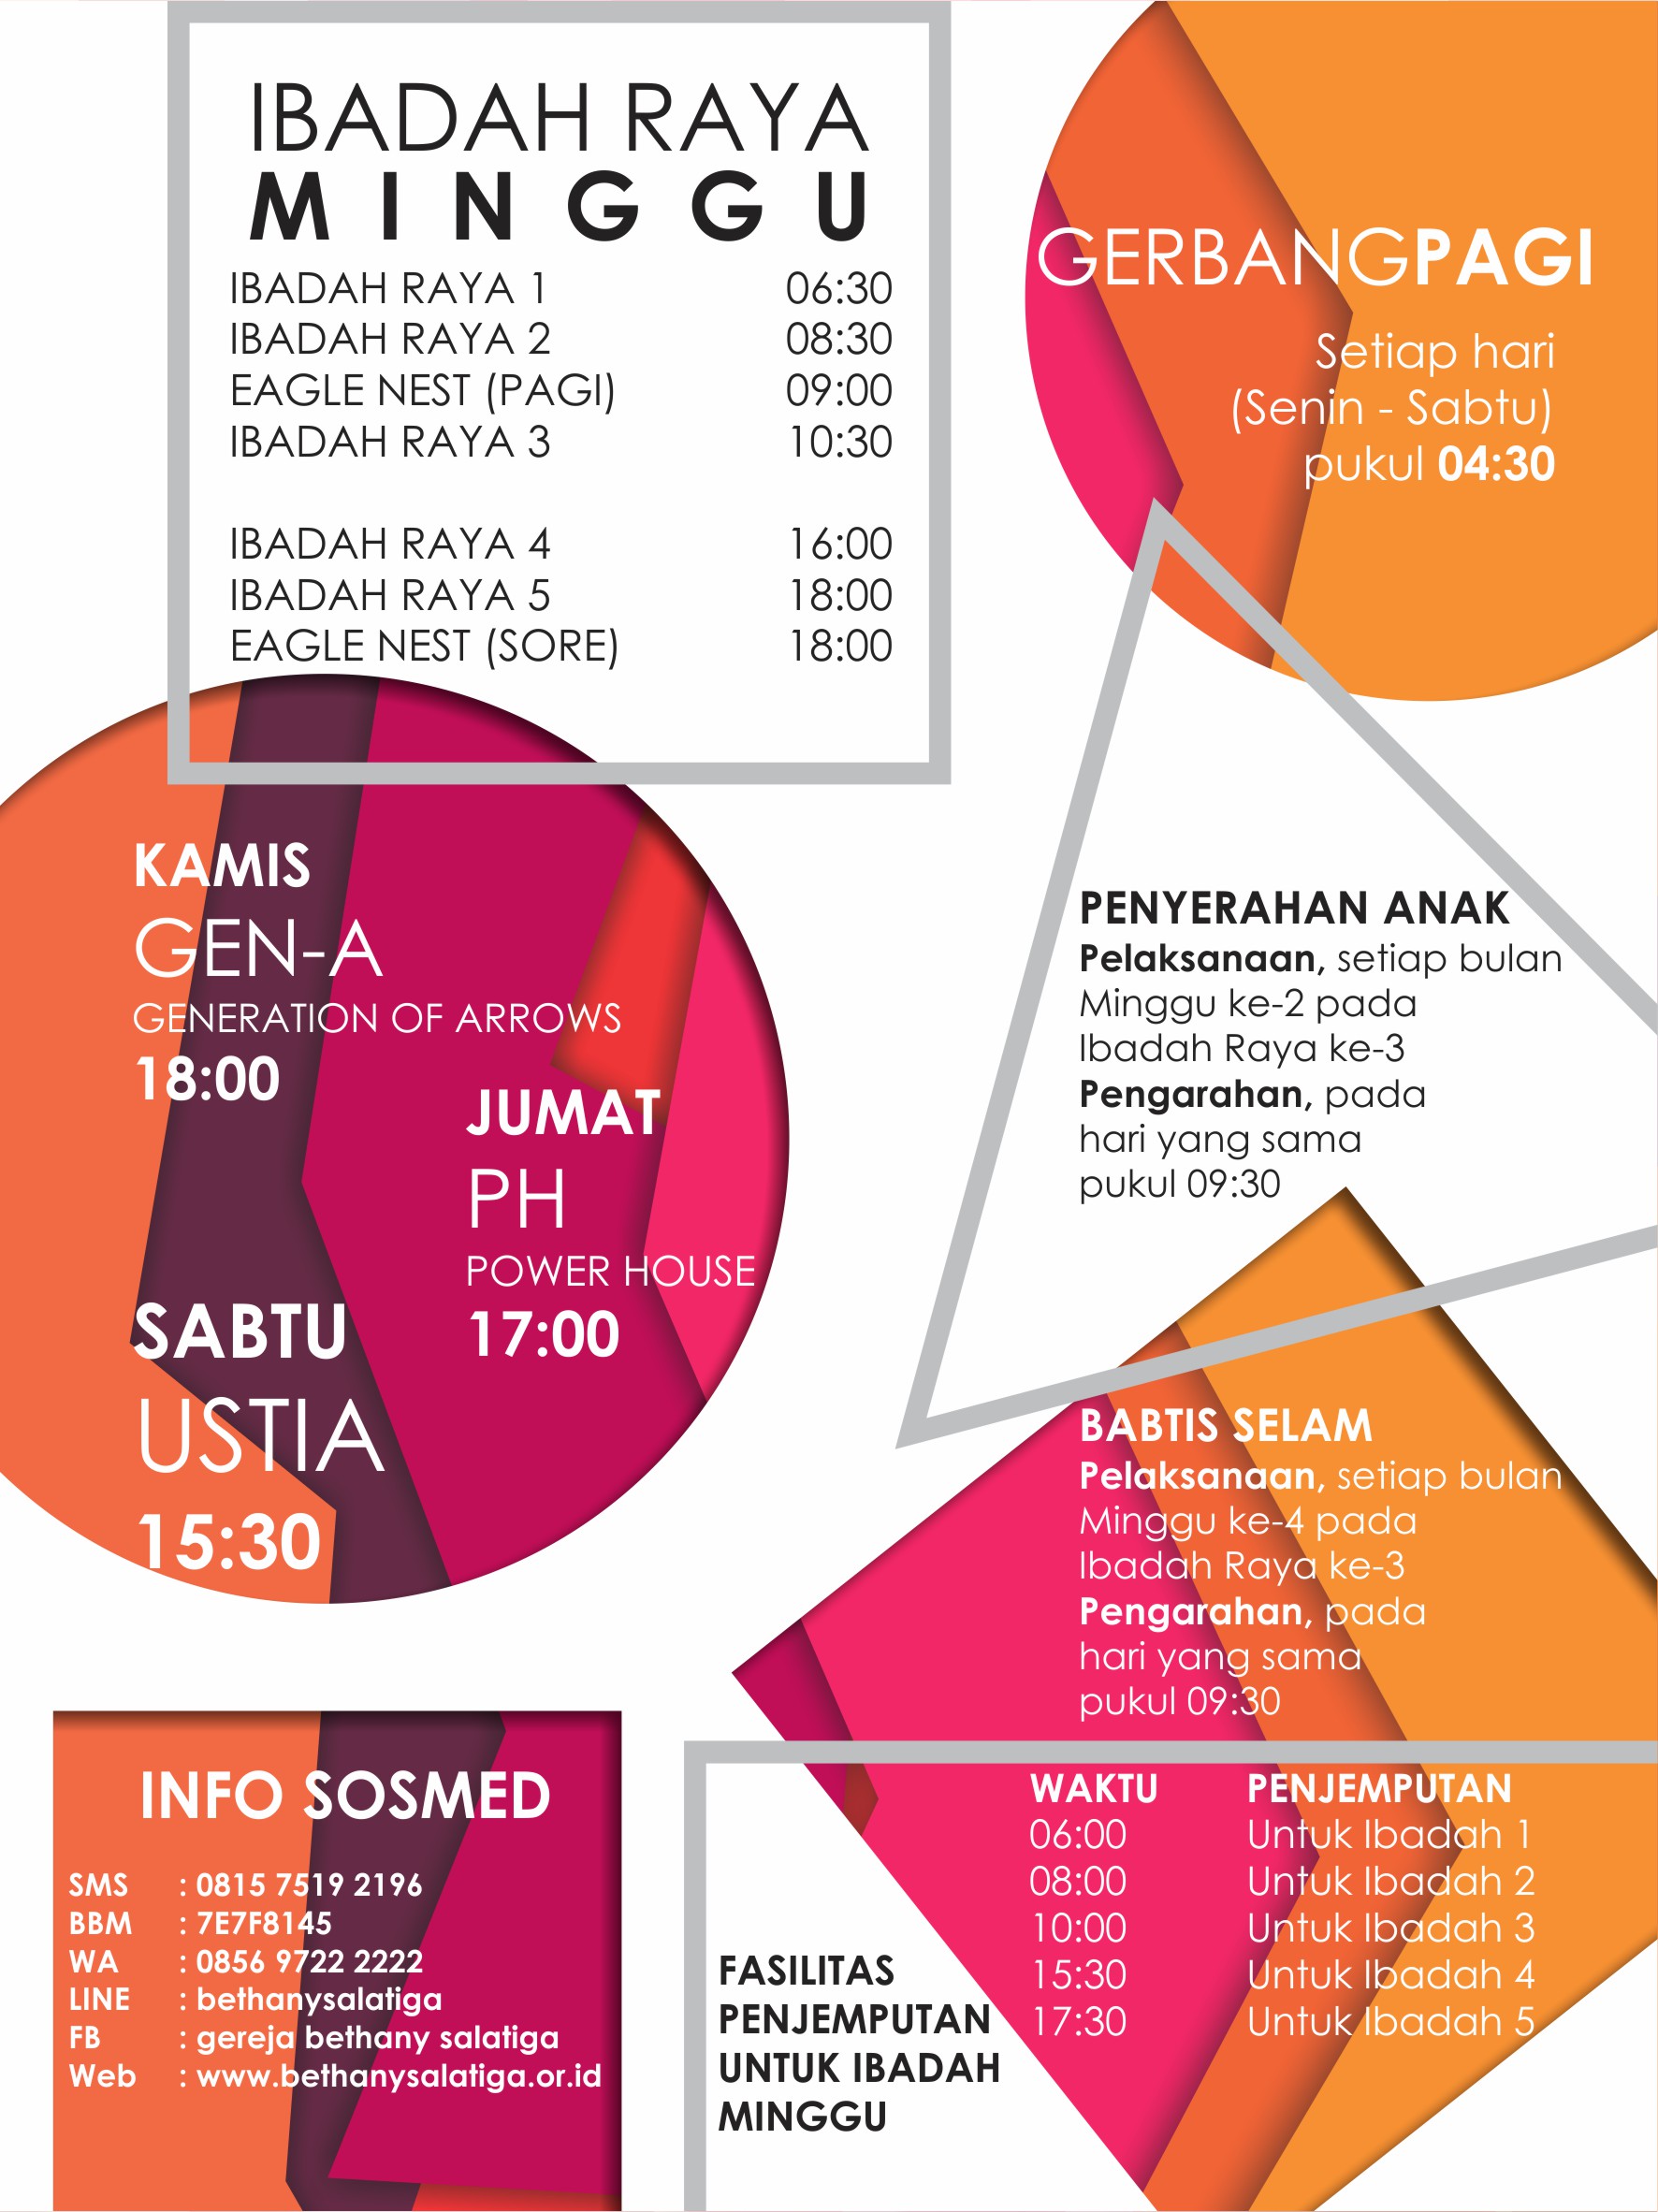 IBADAH RAYA
MINGGU
IBADAH RAYA 1 06:30
IBADAH RAYA 2 08:30
EAGLE NEST (PAGI) 09:00
IBADAH RAYA 3 10:30
IBADAH RAYA 4 16:00
IBADAH RAYA 5 18:00
EAGLE NEST (SORE) 18:00
GERBANGPAGI
Setiap hari
(Senin - Sabtu)
pukul 04:30
KAMIS
GEN-A
GENERATION OF ARROWS
18:00
JUMAT
PH
POWER HOUSE
17:00
SABTU
USTIA
15:30
PENYERAHAN ANAK
Pelaksanaan, setiap bulan
Minggu ke-2 pada
Ibadah Raya ke-3
Pengarahan, pada
hari yang sama
pukul 09:30
BABTIS SELAM
Pelaksanaan, setiap bulan
Minggu ke-4 pada
Ibadah Raya ke-3
Pengarahan, pada
hari yang sama
pukul 09:30
INFO SOSMED
SMS : 0815 7519 2196
BBM : 7E7F8145
WA : 0856 9722 2222
LINE : bethanysalatiga
FB : gereja bethany salatiga
Web : www.bethanysalatiga.or.id
FASILITAS
PENJEMPUTAN
UNTUK IBADAH
MINGGU
WAKTU PENJEMPUTAN
06:00 Untuk Ibadah 1
08:00 Untuk Ibadah 2
10:00 Untuk Ibadah 3
15:30 Untuk Ibadah 4
17:30 Untuk Ibadah 5